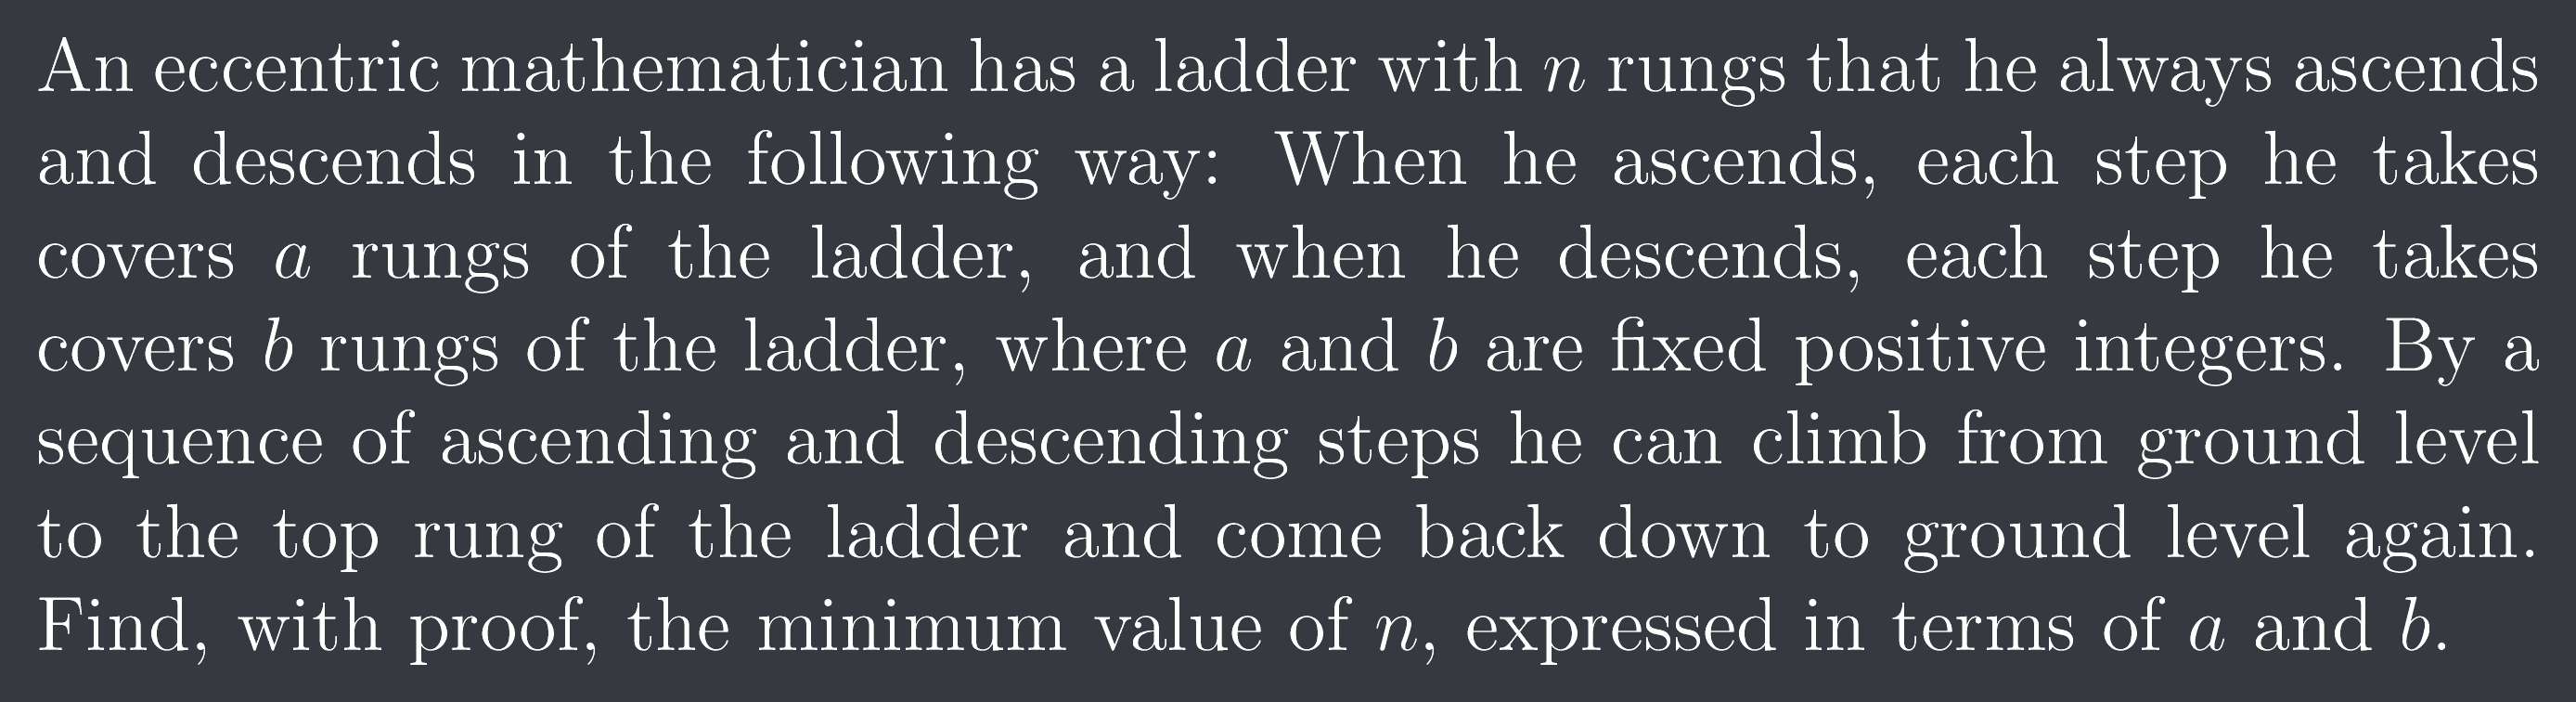 An eccentric mathematician has a ladder with n rungs that he always ascends
and descends in the following way: When he ascends, each step he takes
covers a rungs of the ladder, and when he descends, each step he takes
covers b rungs of the ladder, where a and b are fixed positive integers. By a
sequence of ascending and descending steps he can climb from ground level
to the top rung of the ladder and come back down to ground level again.
Find, with proof, the minimum value of n, expressed in terms of a and b.